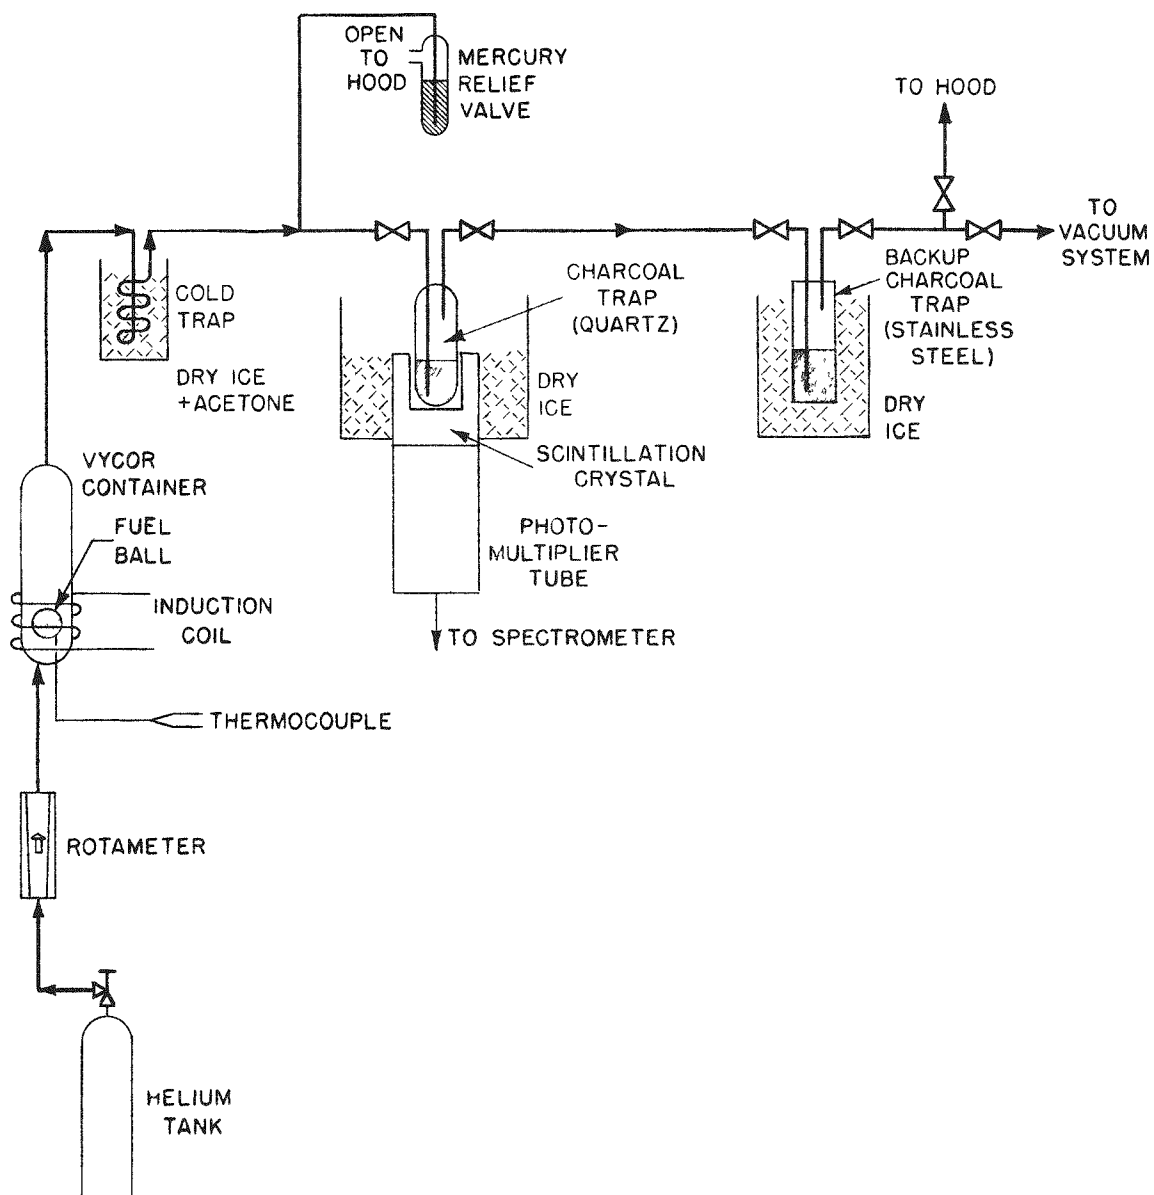 OPEN
TO
HOOD
MERCURY
RELIEF
VALVE
TO HOOD
TO
VACUUM
SYSTEM
COLD
TRAP
DRY ICE
+ACETONE
CHARCOAL
TRAP
(QUARTZ)
BACKUP
CHARCOAL
TRAP
(STAINLESS
STEEL)
DRY
ICE
DRY
ICE
SCINTILLATION
CRYSTAL
VYCOR
CONTAINER
FUEL
BALL
PHOTO-
MULTIPLIER
TUBE
INDUCTION
COIL
TO SPECTROMETER
THERMOCOUPLE
ROTAMETER
HELIUM
TANK